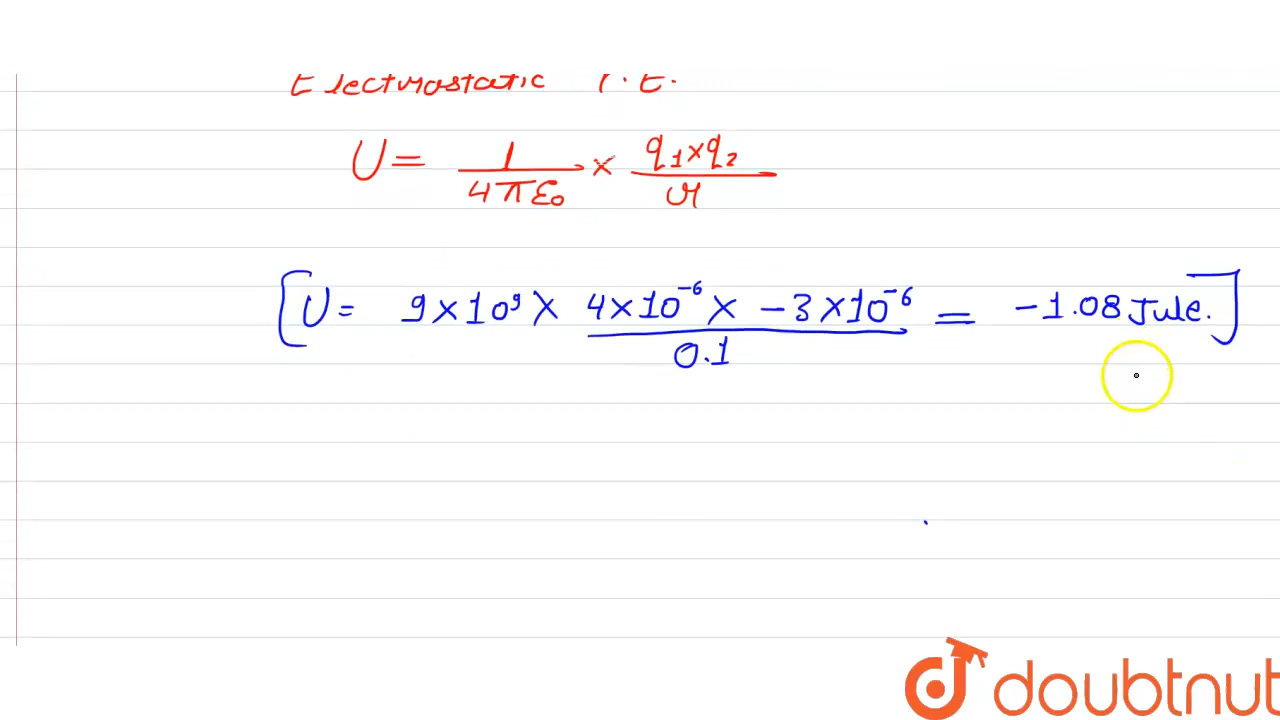 Electrostatic P.E.
U = 1/4πε₀ × q₁×q₂/r
[U = 9×10⁹ × 4×10⁻⁶ × -3×10⁻⁶/0.1 = -1.08 Jule.]
doubtnut